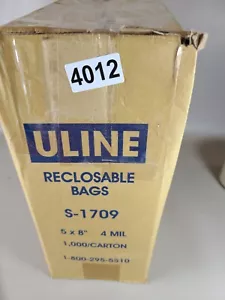 4012
ULINE
RECLOSABLE
BAGS
S-1709
5 x 8" 4 MIL
1,000/CARTON
1-800-295-5510